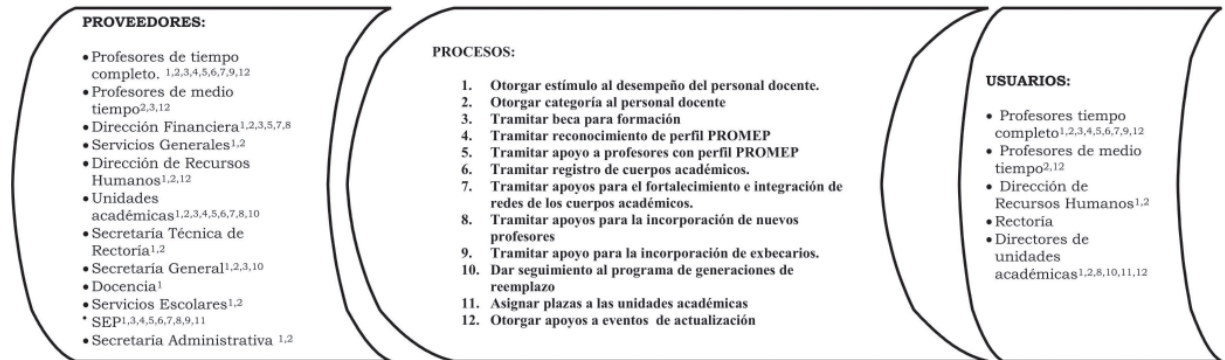 PROVEEDORES:
• Profesores de tiempo
completo. 1,2,3,4,5,6,7,9,12
• Profesores de medio
tiempo2,3,12
• Dirección Financiera1,2,3,5,7,8
• Servicios Generales1,2
• Dirección de Recursos
Humanos1,2,12
• Unidades
académicas1,2,3,4,5,6,7,8,10
• Secretaría Técnica de
Rectoría1,2
• Secretaría General1,2,3,10
• Docencia1
• Servicios Escolares1,2
* SEP1,3,4,5,6,7,8,9,11
• Secretaría Administrativa 1,2
PROCESOS:
1. Otorgar estímulo al desempeño del personal docente.
2. Otorgar categoría al personal docente
3. Tramitar beca para formación
4. Tramitar reconocimiento de perfil PROMEP
5. Tramitar apoyo a profesores con perfil PROMEP
6. Tramitar registro de cuerpos académicos.
7. Tramitar apoyos para el fortalecimiento e integración de
redes de los cuerpos académicos.
8. Tramitar apoyos para la incorporación de nuevos
profesores
9. Tramitar apoyo para la incorporación de exbecarios.
10. Dar seguimiento al programa de generaciones de
reemplazo
11. Asignar plazas a las unidades académicas
12. Otorgar apoyos a eventos de actualización
USUARIOS:
• Profesores tiempo
completo1,2,3,4,5,6,7,9,12
• Profesores de medio
tiempo2,12
• Dirección de
Recursos Humanos1,2
• Rectoría
• Directores de
unidades
académicas1,2,8,10,11,12